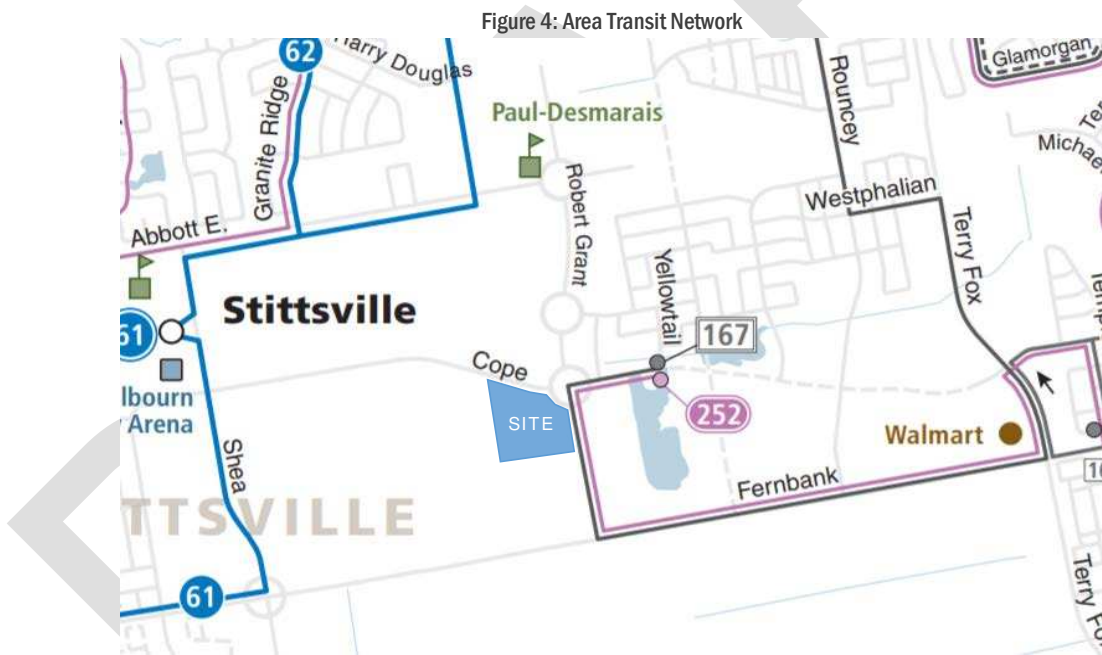 Figure 4: Area Transit Network
62
Harry Douglas
Granite Ridge
Paul-Desmarais
Rouncey
Glamorgan
Abbott E.
Robert Grant
Westphalian
Terry Fox
Stittsville
Yellowtail
167
61
Cope
252
SITE
lbourn
Arena
Walmart
Shea
Fernbank
TTSVILLE
61
Terry Fo